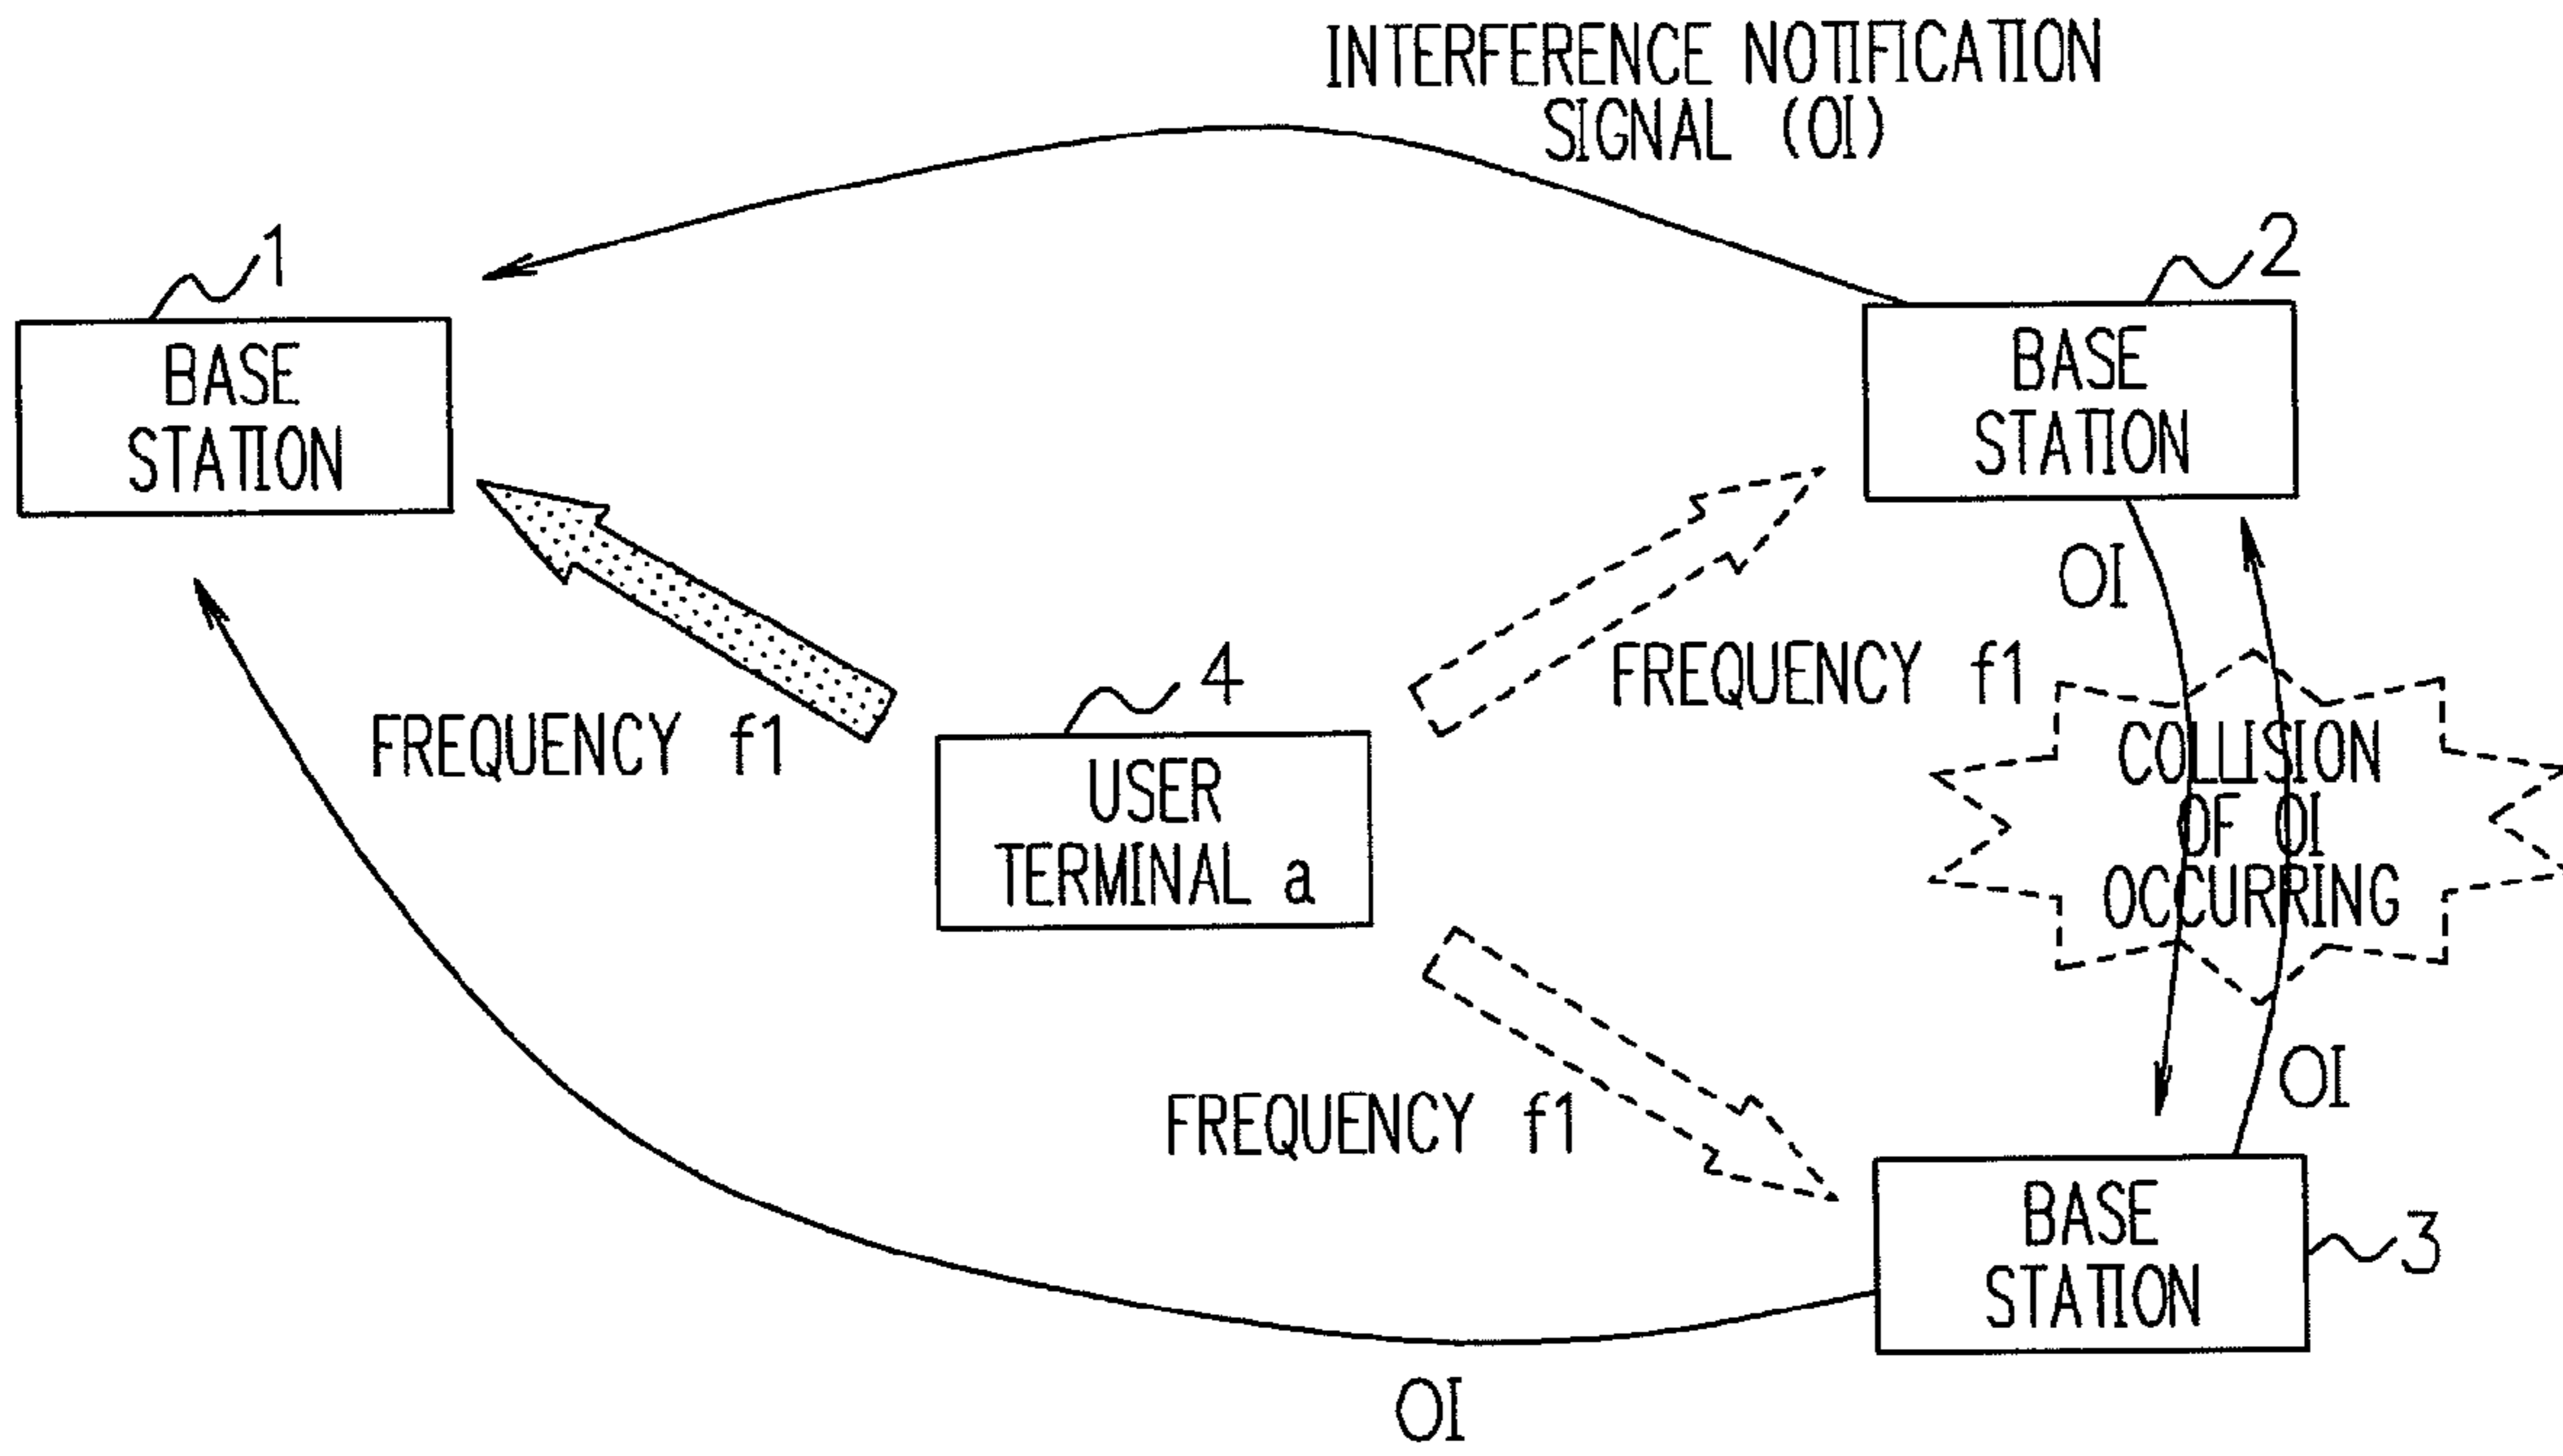 INTERFERENCE NOTIFICATION
SIGNAL (OI)
1
2
BASE
STATION
BASE
STATION
OI
4
FREQUENCY f1
FREQUENCY f1
USER
TERMINAL a
COLLISION
OF OI
OCCURRING
OI
FREQUENCY f1
BASE
STATION
3
OI